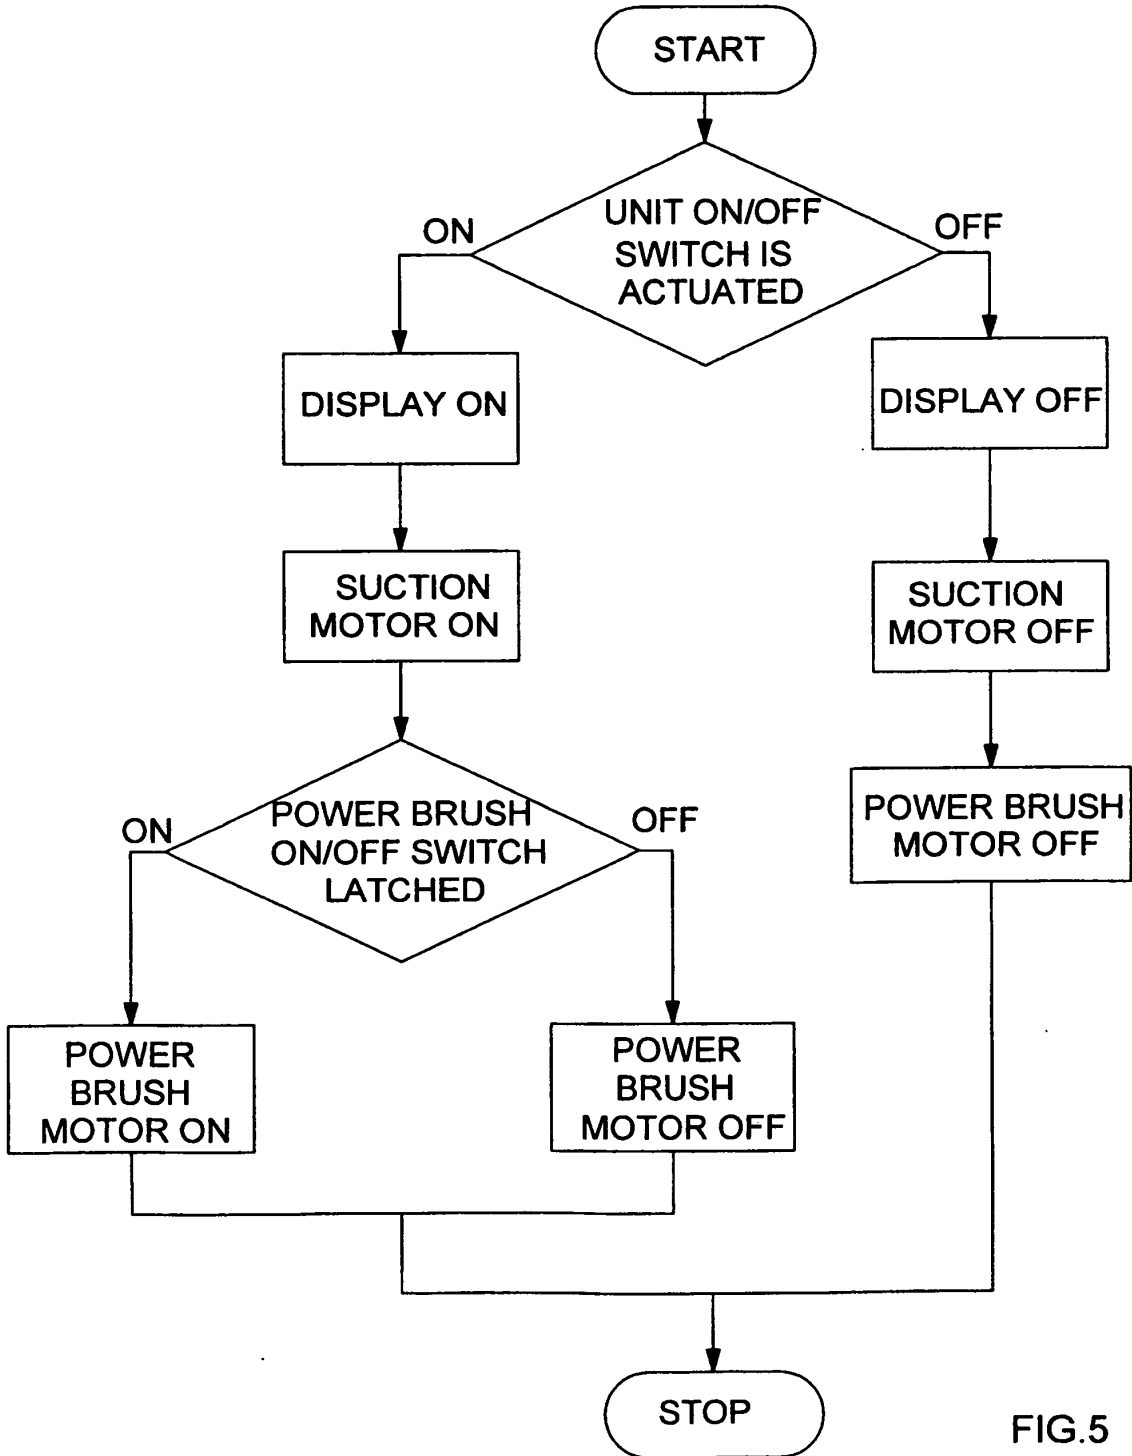 START
UNIT ON/OFF
SWITCH IS
ACTUATED
ON
OFF
DISPLAY ON
DISPLAY OFF
SUCTION
MOTOR ON
SUCTION
MOTOR OFF
POWER BRUSH
ON/OFF SWITCH
LATCHED
ON
OFF
POWER BRUSH
MOTOR OFF
POWER
BRUSH
MOTOR ON
POWER
BRUSH
MOTOR OFF
STOP
FIG.5